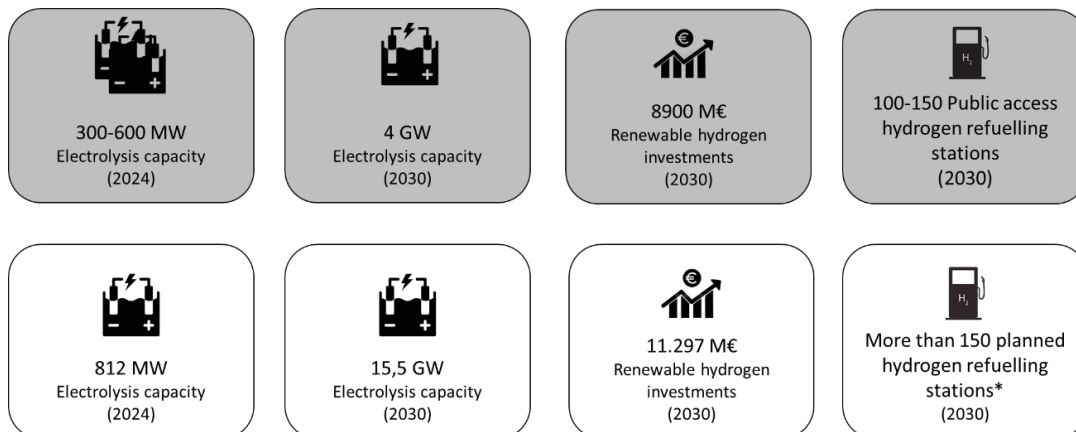 300-600 MW
Electrolysis capacity
(2024)
4 GW
Electrolysis capacity
(2030)
€
8900 M€
Renewable hydrogen
investments
(2030)
H2
100-150 Public access
hydrogen refuelling
stations
(2030)
812 MW
Electrolysis capacity
(2024)
15,5 GW
Electrolysis capacity
(2030)
€
11.297 M€
Renewable hydrogen
investments
(2030)
H2
More than 150 planned
hydrogen refuelling
stations*
(2030)